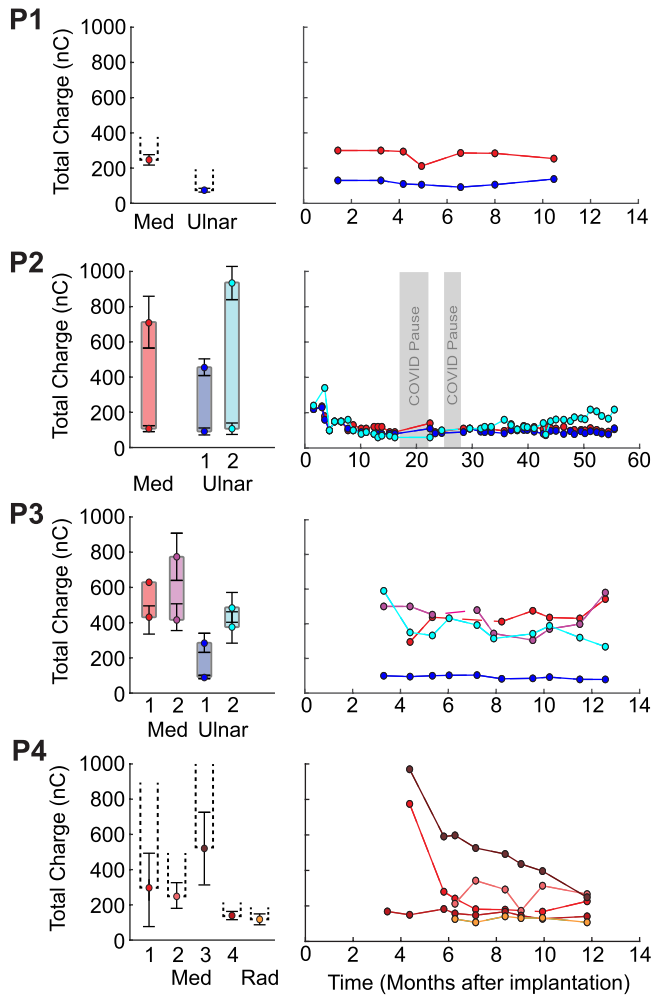 P1
Total Charge (nC)
1000
800
600
400
200
0
Med Ulnar
0 2 4 6 8 10 12 14
P2
Total Charge (nC)
1000
800
600
400
200
0
COVID Pause
COVID Pause
1 2
Med Ulnar
0 10 20 30 40 50 60
P3
Total Charge (nC)
1000
800
600
400
200
0
1 2 1 2
Med Ulnar
0 2 4 6 8 10 12 14
P4
Total Charge (nC)
1000
800
600
400
200
0
1 2 3 4 Rad
Med
0 2 4 6 8 10 12 14
Time (Months after implantation)